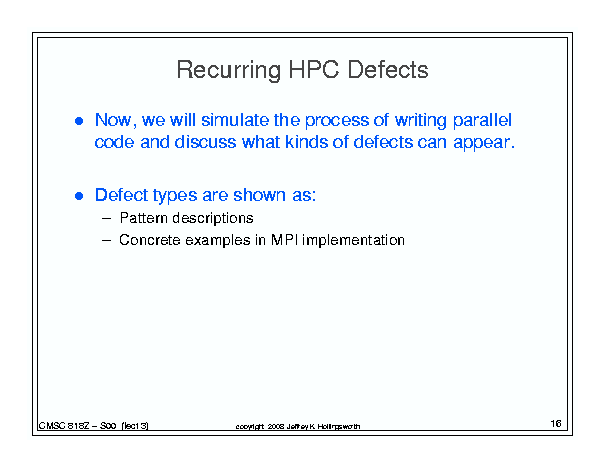 Recurring HPC Defects
● Now, we will simulate the process of writing parallel
code and discuss what kinds of defects can appear.
● Defect types are shown as:
– Pattern descriptions
– Concrete examples in MPI implementation
CMSC 818Z – S00 (lect3)
copyright 2008 Jeffrey K Hollingsworth
16